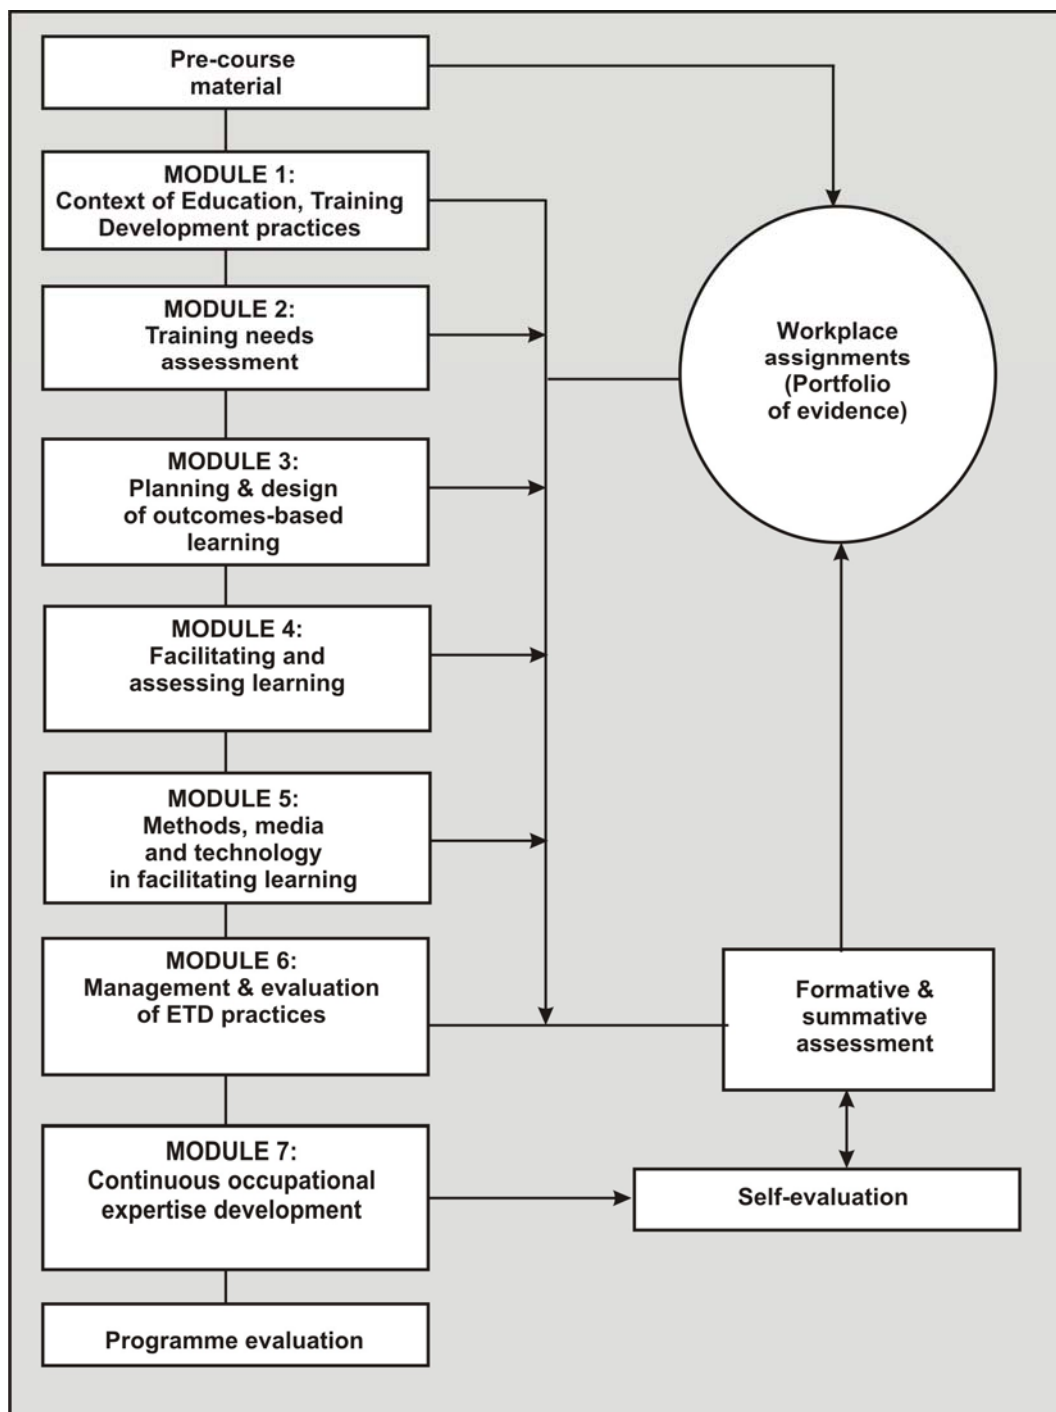 Pre-course
material
MODULE 1:
Context of Education, Training
Development practices
MODULE 2:
Training needs
assessment
MODULE 3:
Planning & design
of outcomes-based
learning
MODULE 4:
Facilitating and
assessing learning
MODULE 5:
Methods, media
and technology
in facilitating learning
MODULE 6:
Management & evaluation
of ETD practices
MODULE 7:
Continuous occupational
expertise development
Programme evaluation
Workplace
assignments
(Portfolio
of evidence)
Formative &
summative
assessment
Self-evaluation